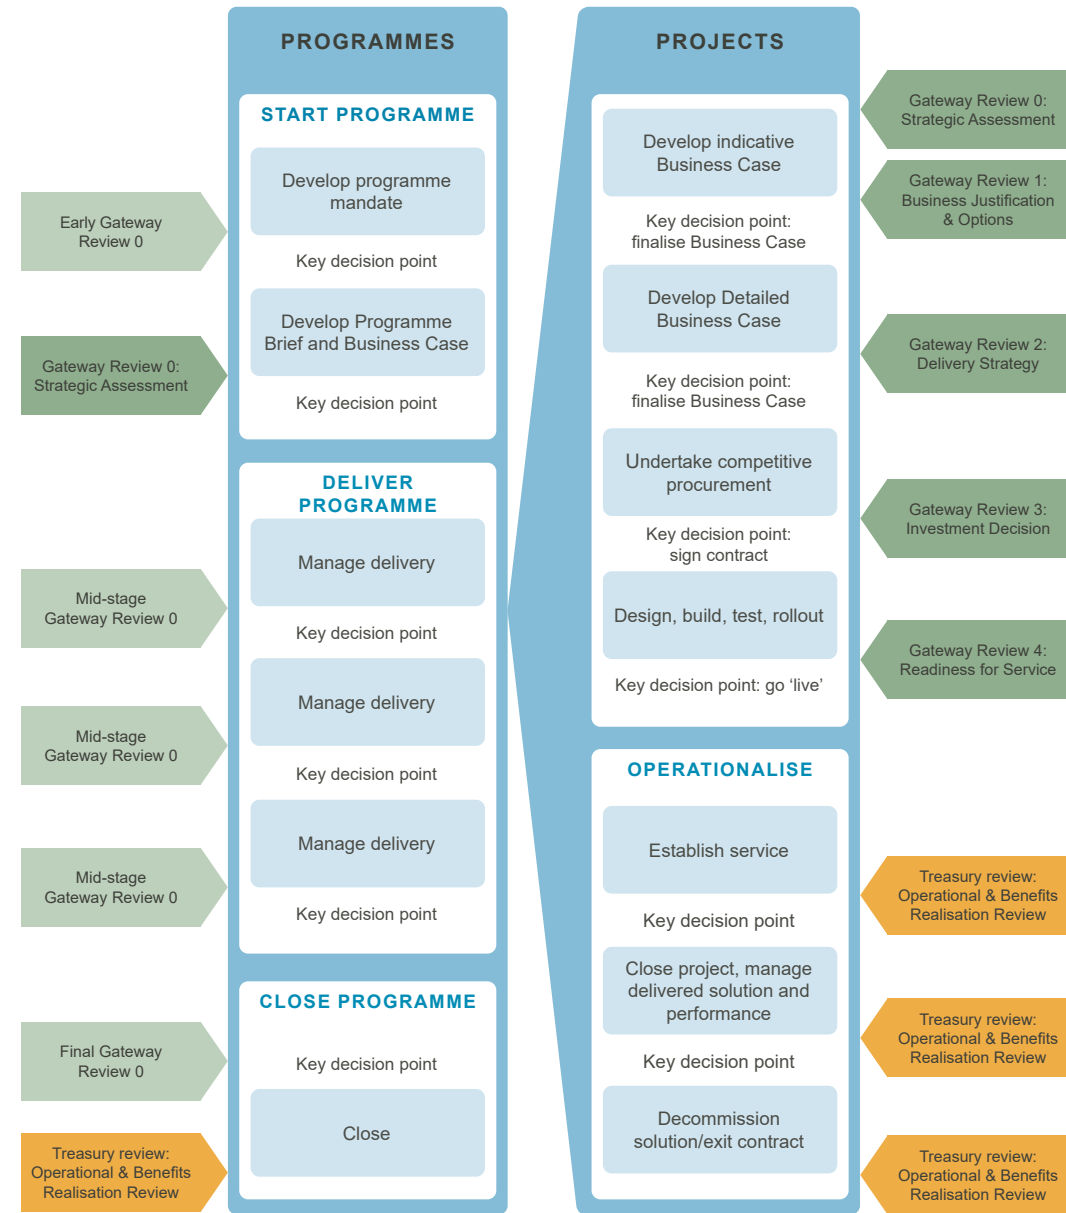 PROGRAMMES
START PROGRAMME
Develop programme
mandate
Key decision point
Develop Programme
Brief and Business Case
Key decision point
DELIVER
PROGRAMME
Manage delivery
Key decision point
Manage delivery
Key decision point
Manage delivery
Key decision point
CLOSE PROGRAMME
Key decision point
Close
Early Gateway
Review 0
Gateway Review 0:
Strategic Assessment
Mid-stage
Gateway Review 0
Mid-stage
Gateway Review 0
Mid-stage
Gateway Review 0
Final Gateway
Review 0
Treasury review:
Operational & Benefits
Realisation Review
PROJECTS
Develop indicative
Business Case
Key decision point:
finalise Business Case
Develop Detailed
Business Case
Key decision point:
finalise Business Case
Undertake competitive
procurement
Key decision point:
sign contract
Design, build, test, rollout
Key decision point: go ‘live’
OPERATIONALISE
Establish service
Key decision point
Close project, manage
delivered solution and
performance
Key decision point
Decommission
solution/exit contract
Gateway Review 0:
Strategic Assessment
Gateway Review 1:
Business Justification
& Options
Gateway Review 2:
Delivery Strategy
Gateway Review 3:
Investment Decision
Gateway Review 4:
Readiness for Service
Treasury review:
Operational & Benefits
Realisation Review
Treasury review:
Operational & Benefits
Realisation Review
Treasury review:
Operational & Benefits
Realisation Review